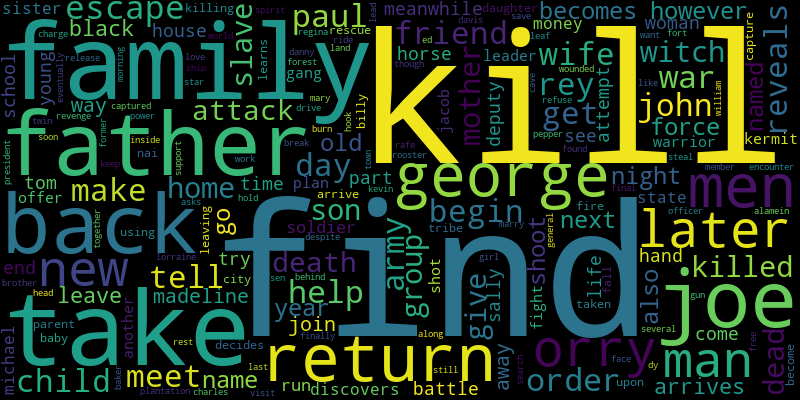 sister escape paul meanwhile killing daughter spirit lead becomes however
charge black house slave regina rescue ride danny land friend money davis save leaf woman
family kill witch capture
school young learns forest gang horse leader wife want fort reveals
release morning star love ship world
way attack billy mother rey war like william
father captured tom power revenge burn hook though ed wounded refuse deputy attempt john named
president soon twin former inside support mary drive break old jacob rafe rooster get see force warrior steal kermit
offer make nai keep work day town cave pepper found
home time plan part george night member encounter
together asks hold arrive kevin men
back using leaving go son tribe begin marry next fire state final officer alamein
new lorraine soldier despite army group general shoot later
end brother tell try death find girl life fall hand also killed
head city sen behind shot give sally fight taken gun
take leave madeline year help joe
michael parent baby another rest decides join finally along away orry several come dead free
child meet name last return still search face dy man become
baker plantation charles visit run discovers battle order upon arrives